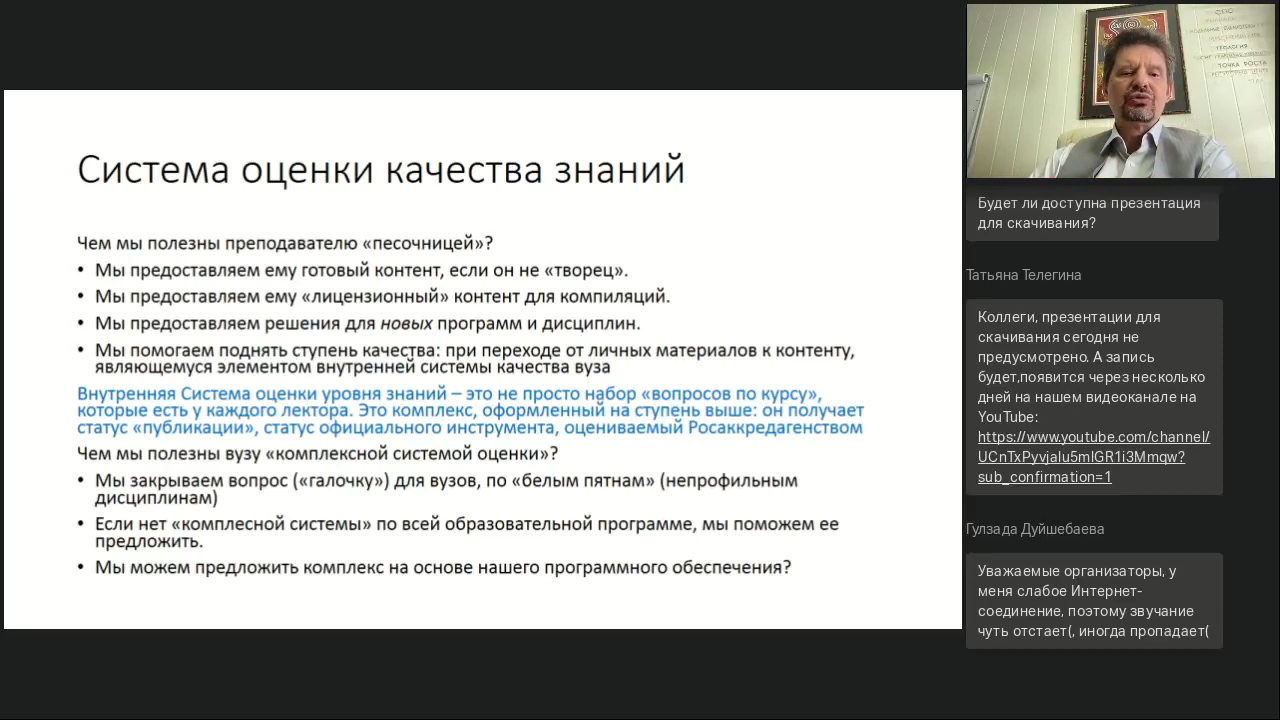 Система оценки качества знаний
Чем мы полезны преподавателю «песочницей»?
• Мы предоставляем ему готовый контент, если он не «творец».
• Мы предоставляем ему «лицензионный» контент для компиляций.
• Мы предоставляем решения для новых программ и дисциплин.
• Мы помогаем поднять ступень качества: при переходе от личных материалов к контенту,
являющемуся элементом внутренней системы качества вуза
Внутренняя Система оценки уровня знаний – это не просто набор «вопросов по курсу»,
которые есть у каждого лектора. Это комплекс, оформленный на ступень выше: он получает
статус «публикации», статус официального инструмента, оцениваемый Росаккредагенством
Чем мы полезны вузу «комплексной системой оценки»?
• Мы закрываем вопрос («галочку») для вузов, по «белым пятнам» (непрофильным
дисциплинам)
• Если нет «комплесной системы» по всей образовательной программе, мы поможем ее
предложить.
• Мы можем предложить комплекс на основе нашего программного обеспечения?
ГЕОЛОГИЯ
ТОЧКА РОСТА
Будет ли доступна презентация
для скачивания?
Татьяна Телегина
Коллеги, презентации для
скачивания сегодня не
предусмотрено. А запись
будет,появится через несколько
дней на нашем видеоканале на
YouTube:
https://www.youtube.com/channel/
UCnTxPyvjaIu5mIGR1i3Mmqw?
sub_confirmation=1
Гулзада Дуйшебаева
Уважаемые организаторы, у
меня слабое Интернет-
соединение, поэтому звучание
чуть отстает(, иногда пропадает(